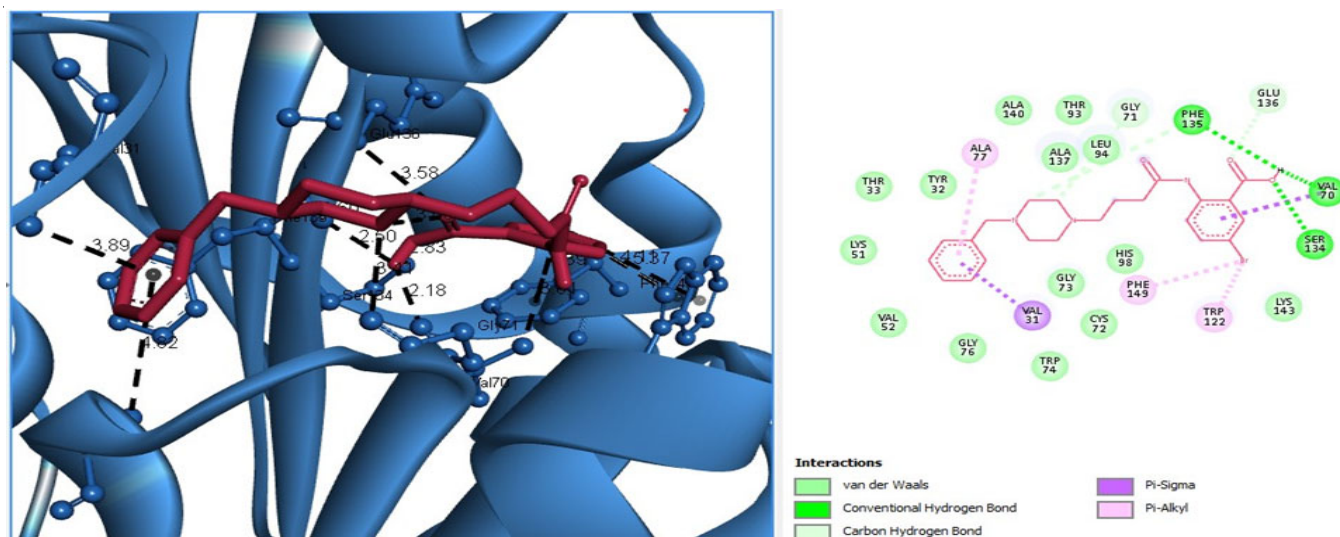 3.58
3.89
2.50
2.83
2.18
Gly71
4.62
Val70
ALA
140
THR
93
GLY
71
PHE
135
GLU
136
ALA
77
ALA
137
LEU
94
THR
33
TYR
32
VAL
70
SER
134
LYS
51
HIS
98
GLY
73
PHE
149
VAL
31
TRP
122
LYS
143
VAL
52
CYS
72
GLY
76
TRP
74
Interactions
van der Waals
Conventional Hydrogen Bond
Carbon Hydrogen Bond
Pi-Sigma
Pi-Alkyl